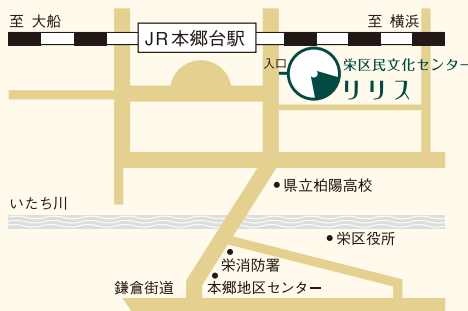 至 大船
至 横浜
JR本郷台駅
入口
栄区民文化センター
リリス
県立柏陽高校
いたち川
栄区役所
栄消防署
鎌倉街道
本郷地区センター